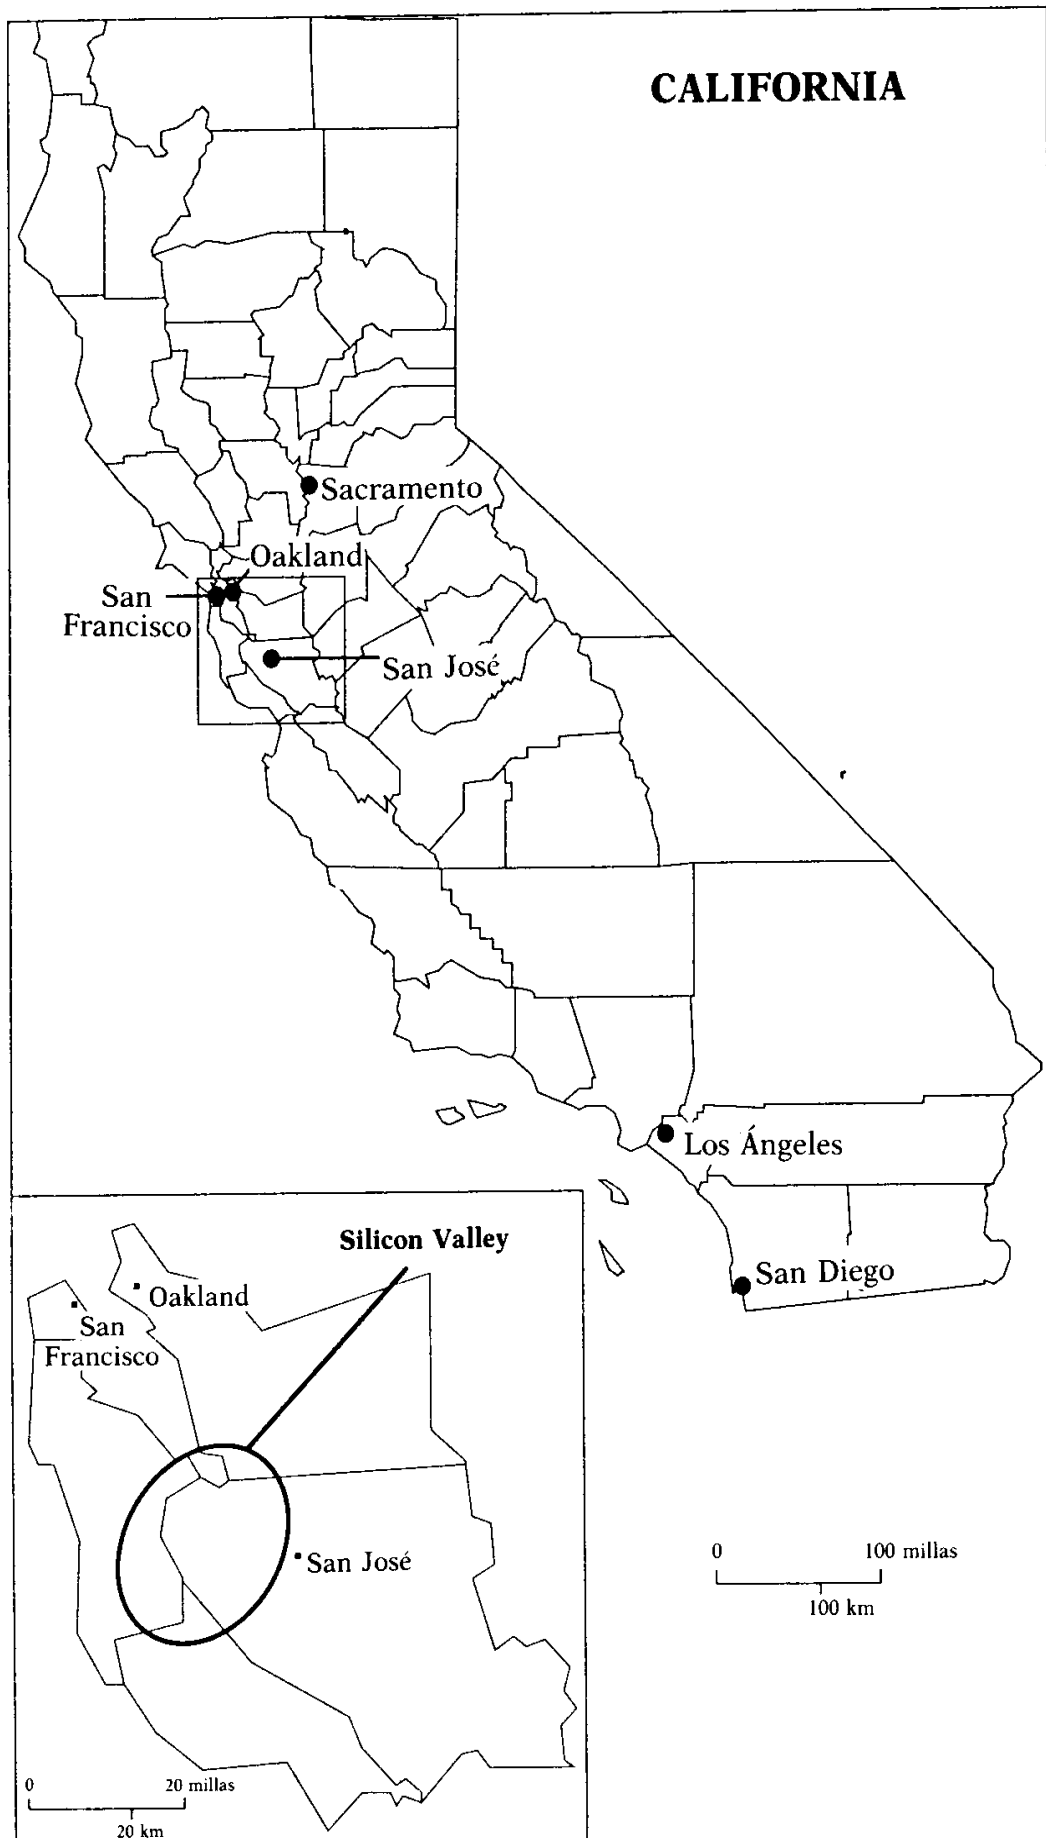 CALIFORNIA
Sacramento
Oakland
San
Francisco
San José
Los Ángeles
San Diego
Silicon Valley
Oakland
San
Francisco
San José
0 100 millas
100 km
0 20 millas
20 km